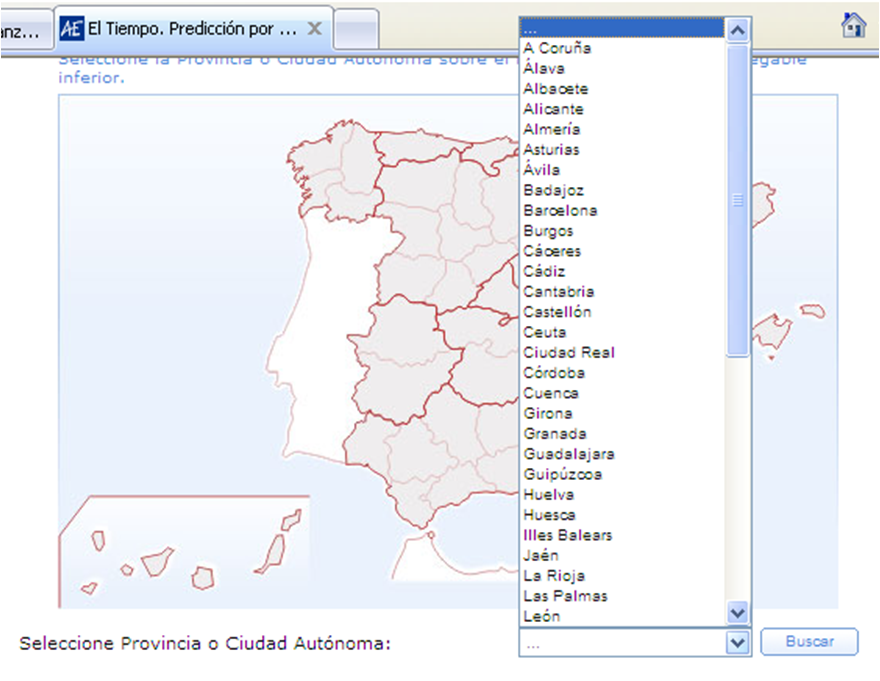 anz...
AE El Tiempo. Predicción por ... X
...
Seleccione la Provincia o Ciudad Autónoma sobre el
inferior.
A Coruña
Álava
Albacete
Alicante
Almería
Asturias
Ávila
Badajoz
Barcelona
Burgos
Cáceres
Cádiz
Cantabria
Castellón
Ceuta
Ciudad Real
Córdoba
Cuenca
Girona
Granada
Guadalajara
Guipúzcoa
Huelva
Huesca
Illes Balears
Jaén
La Rioja
Las Palmas
León
Seleccione Provincia o Ciudad Autónoma:
...
Buscar